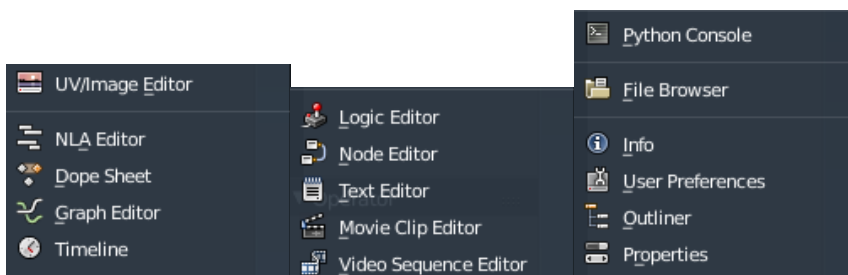 UV/Image Editor
NLA Editor
Dope Sheet
Graph Editor
Timeline
Logic Editor
Node Editor
Text Editor
Movie Clip Editor
Video Sequence Editor
Python Console
File Browser
Info
User Preferences
Outliner
Properties